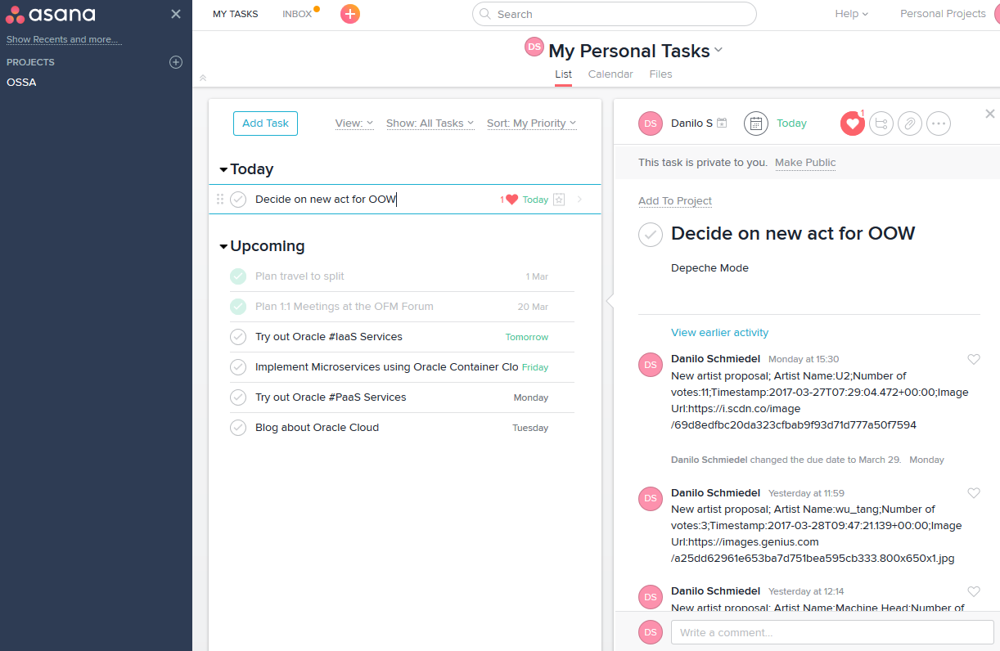 asana
Show Recents and more...
PROJECTS
OSSA
MY TASKS INBOX
Search
Help
Personal Projects
DS My Personal Tasks
List Calendar Files
Add Task View: Show: All Tasks Sort: My Priority
Today
Decide on new act for OOW 1 Today
Upcoming
Plan travel to split 1 Mar
Plan 1:1 Meetings at the OFM Forum 20 Mar
Try out Oracle #IaaS Services Tomorrow
Implement Microservices using Oracle Container Clo Friday
Try out Oracle #PaaS Services Monday
Blog about Oracle Cloud Tuesday
DS Danilo S Today 1
This task is private to you. Make Public
Add To Project
Decide on new act for OOW
Depeche Mode
View earlier activity
DS Danilo Schmiedel Monday at 15:30
New artist proposal; Artist Name:U2;Number of
votes:11;Timestamp:2017-03-27T07:29:04.472+00:00;Image
Url:https://i.scdn.co/image
/69d8edfbc20da323cfbab9f93d71d777a50f7594
Danilo Schmiedel changed the due date to March 29. Monday
DS Danilo Schmiedel Yesterday at 11:59
New artist proposal; Artist Name:wu_tang;Number of
votes:3;Timestamp:2017-03-28T09:47:21.139+00:00;Image
Url:https://images.genius.com
/a25dd62961e653ba7d751bea595cb333.800x650x1.jpg
DS Danilo Schmiedel Yesterday at 12:14
New artist proposal; Artist Name:Machine Head;Number of
DS Write a comment...